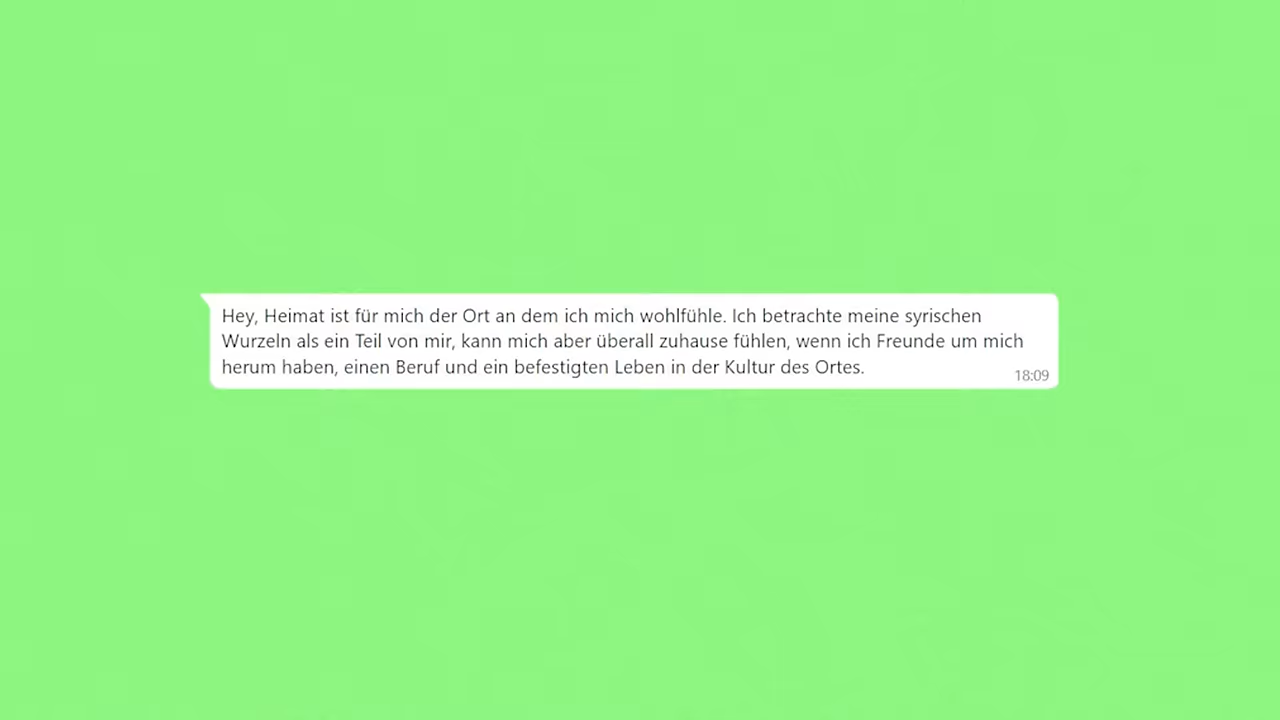 Hey, Heimat ist für mich der Ort an dem ich mich wohlfühle. Ich betrachte meine syrischen
Wurzeln als ein Teil von mir, kann mich aber überall zuhause fühlen, wenn ich Freunde um mich
herum haben, einen Beruf und ein befestigten Leben in der Kultur des Ortes.
18:09